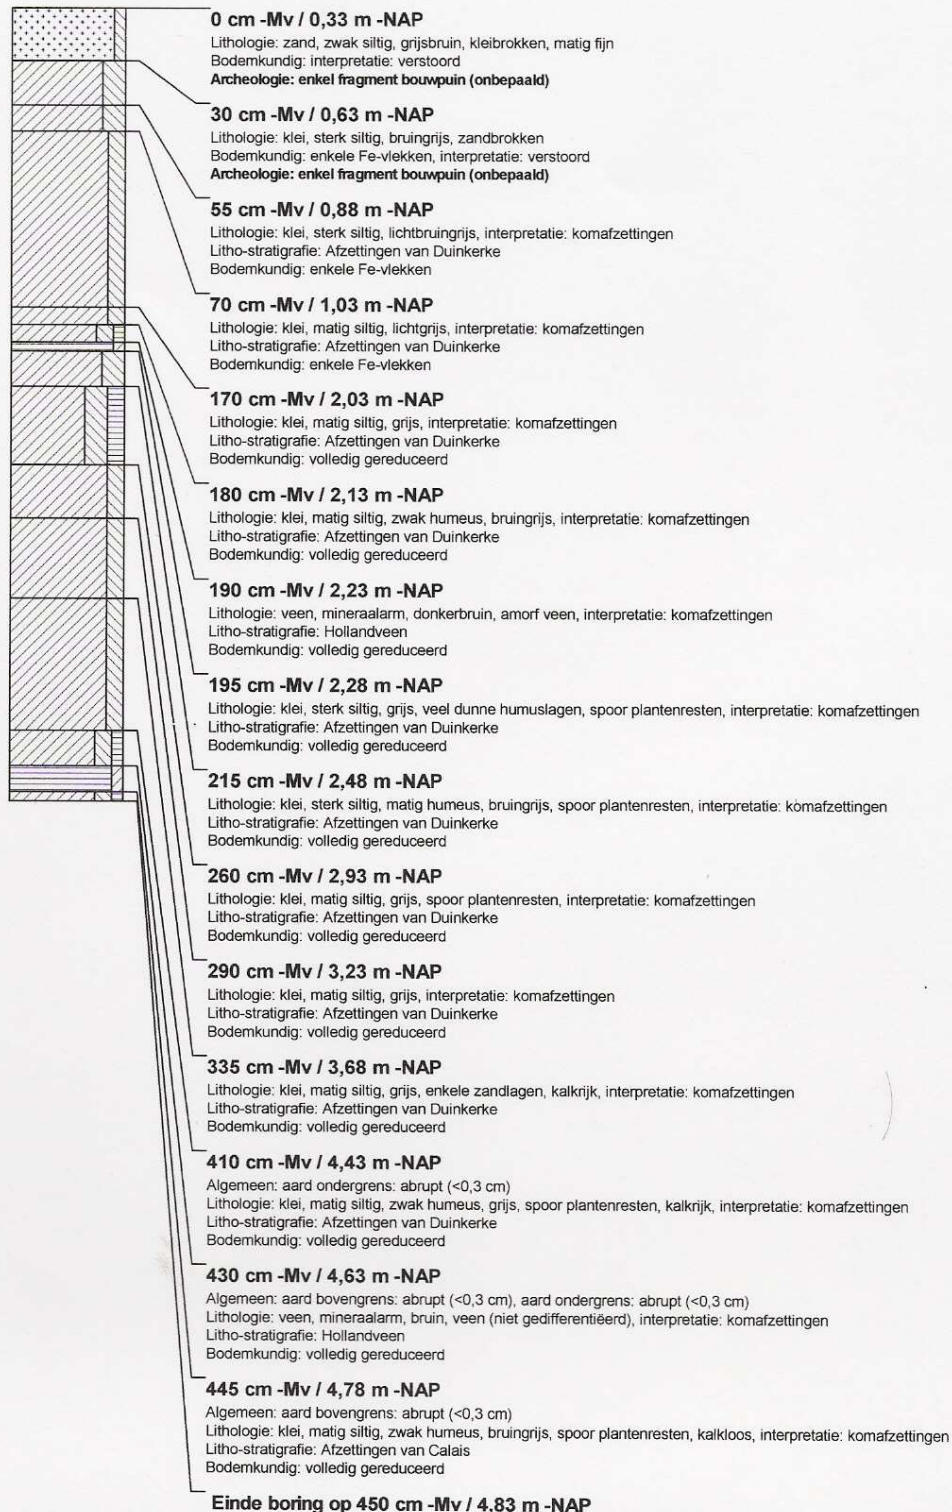 0 cm -Mv / 0,33 m -NAP
Lithologie: zand, zwak siltig, grijsbruin, kleibrokken, matig fijn
Bodemkundig: interpretatie: verstoord
Archeologie: enkel fragment bouwpuin (onbepaald)
30 cm -Mv / 0,63 m -NAP
Lithologie: klei, sterk siltig, bruingrijs, zandbrokken
Bodemkundig: enkele Fe-vlekken, interpretatie: verstoord
Archeologie: enkel fragment bouwpuin (onbepaald)
55 cm -Mv / 0,88 m -NAP
Lithologie: klei, sterk siltig, lichtbruingrijs, interpretatie: komafzettingen
Litho-stratigrafie: Afzettingen van Duinkerke
Bodemkundig: enkele Fe-vlekken
70 cm -Mv / 1,03 m -NAP
Lithologie: klei, matig siltig, lichtgrijs, interpretatie: komafzettingen
Litho-stratigrafie: Afzettingen van Duinkerke
Bodemkundig: enkele Fe-vlekken
170 cm -Mv / 2,03 m -NAP
Lithologie: klei, matig siltig, grijs, interpretatie: komafzettingen
Litho-stratigrafie: Afzettingen van Duinkerke
Bodemkundig: volledig gereduceerd
180 cm -Mv / 2,13 m -NAP
Lithologie: klei, matig siltig, zwak humeus, bruingrijs, interpretatie: komafzettingen
Litho-stratigrafie: Afzettingen van Duinkerke
Bodemkundig: volledig gereduceerd
190 cm -Mv / 2,23 m -NAP
Lithologie: veen, mineraalarm, donkerbruin, amorf veen, interpretatie: komafzettingen
Litho-stratigrafie: Hollandveen
Bodemkundig: volledig gereduceerd
195 cm -Mv / 2,28 m -NAP
Lithologie: klei, sterk siltig, grijs, veel dunne humuslagen, spoor plantenresten, interpretatie: komafzettingen
Litho-stratigrafie: Afzettingen van Duinkerke
Bodemkundig: volledig gereduceerd
215 cm -Mv / 2,48 m -NAP
Lithologie: klei, sterk siltig, matig humeus, bruingrijs, spoor plantenresten, interpretatie: komafzettingen
Litho-stratigrafie: Afzettingen van Duinkerke
Bodemkundig: volledig gereduceerd
260 cm -Mv / 2,93 m -NAP
Lithologie: klei, matig siltig, grijs, spoor plantenresten, interpretatie: komafzettingen
Litho-stratigrafie: Afzettingen van Duinkerke
Bodemkundig: volledig gereduceerd
290 cm -Mv / 3,23 m -NAP
Lithologie: klei, matig siltig, grijs, interpretatie: komafzettingen
Litho-stratigrafie: Afzettingen van Duinkerke
Bodemkundig: volledig gereduceerd
335 cm -Mv / 3,68 m -NAP
Lithologie: klei, matig siltig, grijs, enkele zandlagen, kalkrijk, interpretatie: komafzettingen
Litho-stratigrafie: Afzettingen van Duinkerke
Bodemkundig: volledig gereduceerd
410 cm -Mv / 4,43 m -NAP
Algemeen: aard ondergrens: abrupt (<0,3 cm)
Lithologie: klei, matig siltig, zwak humeus, grijs, spoor plantenresten, kalkrijk, interpretatie: komafzettingen
Litho-stratigrafie: Afzettingen van Duinkerke
Bodemkundig: volledig gereduceerd
430 cm -Mv / 4,63 m -NAP
Algemeen: aard bovengrens: abrupt (<0,3 cm), aard ondergrens: abrupt (<0,3 cm)
Lithologie: veen, mineraalarm, bruin, veen (niet gedifferentiëerd), interpretatie: komafzettingen
Litho-stratigrafie: Hollandveen
Bodemkundig: volledig gereduceerd
445 cm -Mv / 4,78 m -NAP
Algemeen: aard bovengrens: abrupt (<0,3 cm)
Lithologie: klei, matig siltig, zwak humeus, bruingrijs, spoor plantenresten, kalkloos, interpretatie: komafzettingen
Litho-stratigrafie: Afzettingen van Calais
Bodemkundig: volledig gereduceerd
Einde boring op 450 cm -Mv / 4,83 m -NAP